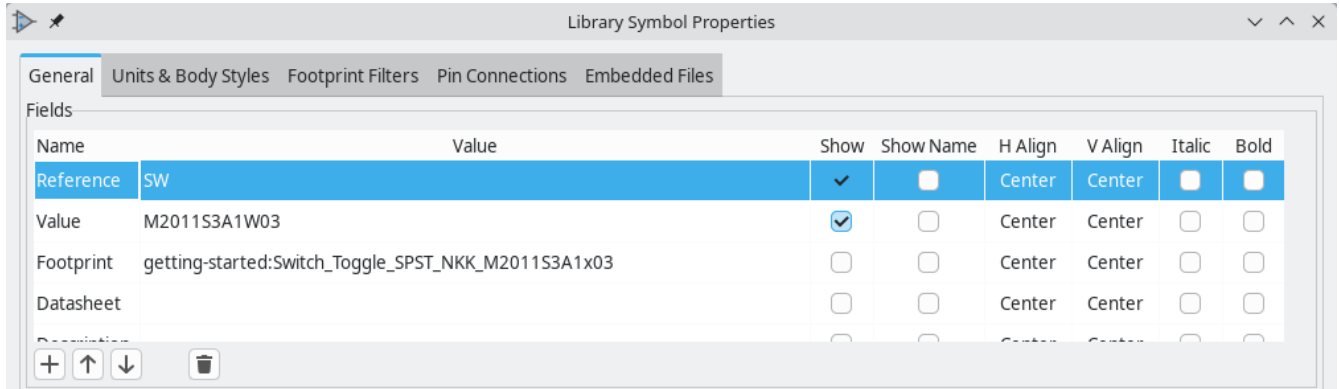 Library Symbol Properties
General Units & Body Styles Footprint Filters Pin Connections Embedded Files
Fields
Name Value Show Show Name H Align V Align Italic Bold
Reference SW Center Center
Value M2011S3A1W03 Center Center
Footprint getting-started:Switch_Toggle_SPST_NKK_M2011S3A1x03 Center Center
Datasheet Center Center